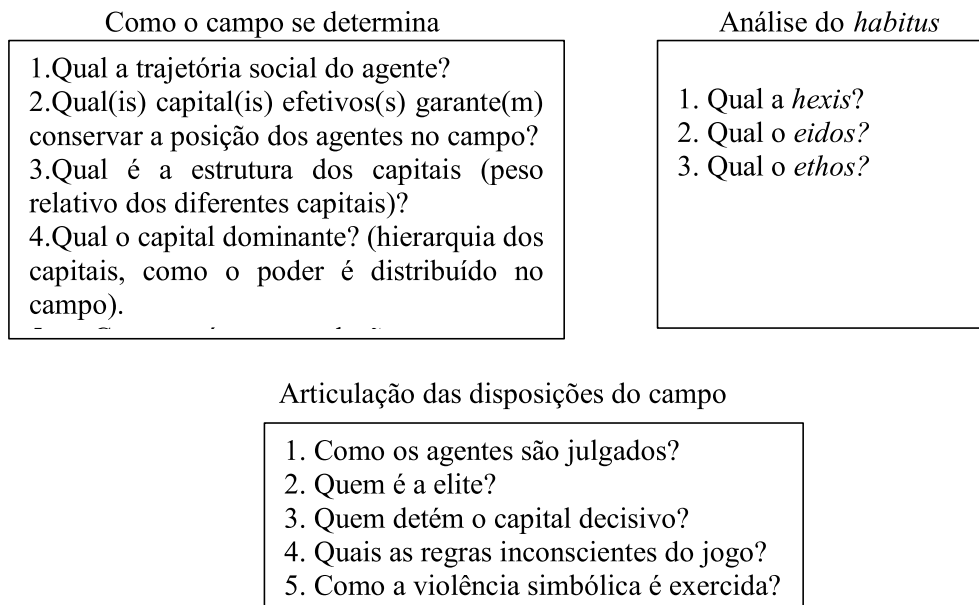 Como o campo se determina
1.Qual a trajetória social do agente?
2.Qual(is) capital(is) efetivos(s) garante(m)
conservar a posição dos agentes no campo?
3.Qual é a estrutura dos capitais (peso
relativo dos diferentes capitais)?
4.Qual o capital dominante? (hierarquia dos
capitais, como o poder é distribuído no
campo).
Análise do habitus
1. Qual a hexis?
2. Qual o eidos?
3. Qual o ethos?
Articulação das disposições do campo
1. Como os agentes são julgados?
2. Quem é a elite?
3. Quem detém o capital decisivo?
4. Quais as regras inconscientes do jogo?
5. Como a violência simbólica é exercida?